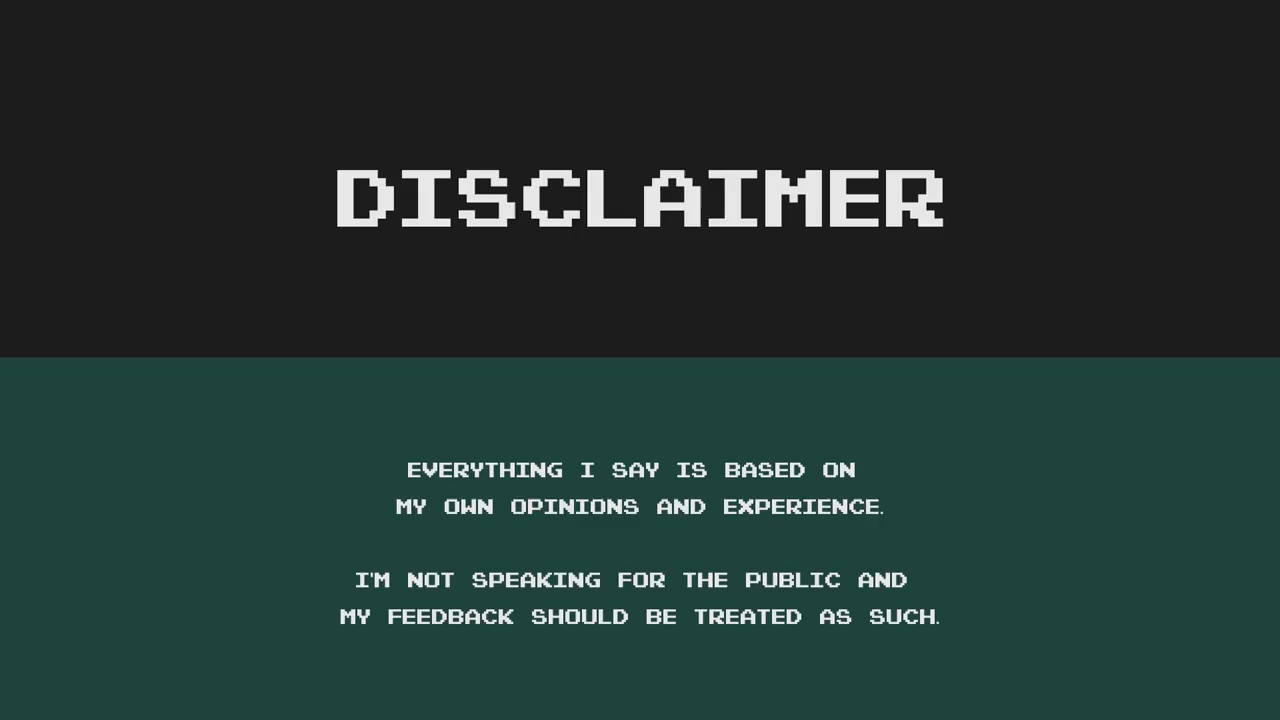 DISCLAIMER
EVERYTHING I SAY IS BASED ON
MY OWN OPINIONS AND EXPERIENCE.
I'M NOT SPEAKING FOR THE PUBLIC AND
MY FEEDBACK SHOULD BE TREATED AS SUCH.